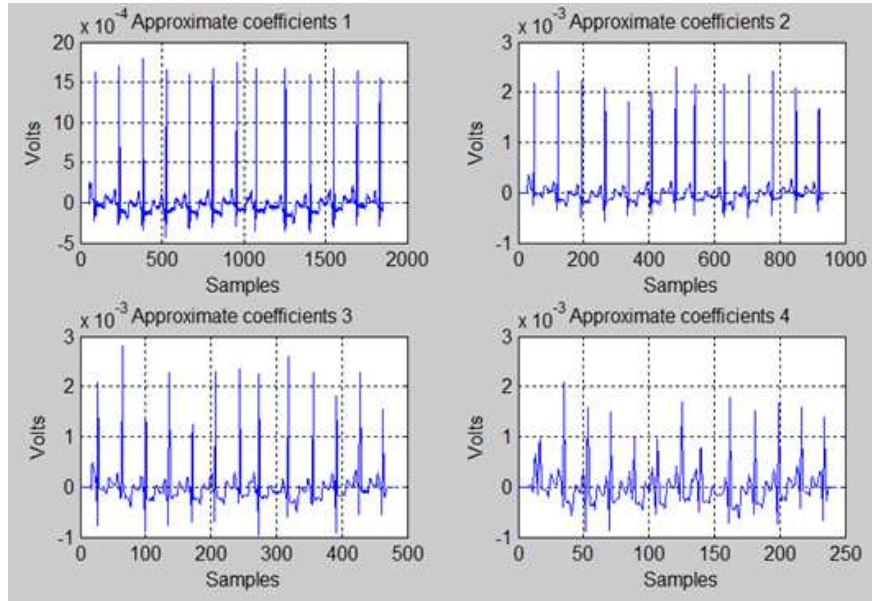 x 10⁻⁴ Approximate coefficients 1
20
15
10
5
0
-5
Volts
0 500 1000 1500 2000
Samples
x 10⁻³ Approximate coefficients 2
3
2
1
0
-1
Volts
0 200 400 600 800 1000
Samples
x 10⁻³ Approximate coefficients 3
3
2
1
0
-1
Volts
0 100 200 300 400 500
Samples
x 10⁻³ Approximate coefficients 4
3
2
1
0
-1
Volts
0 50 100 150 200 250
Samples